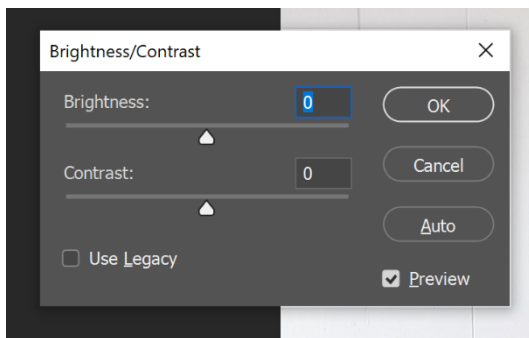 Brightness/Contrast
Brightness:
0
OK
Contrast:
0
Cancel
Auto
Use Legacy
Preview